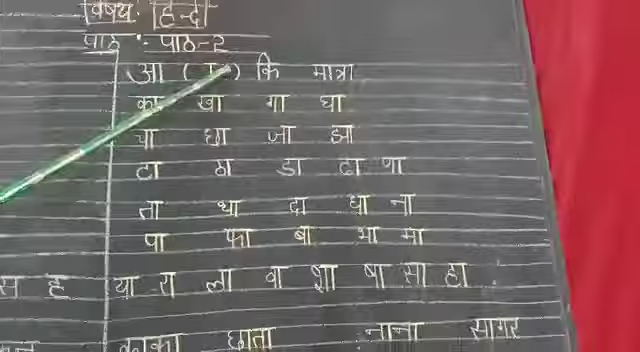 विषय: हिन्दी
पाठ :- पाठ-2
आ ( ा ) कि मात्रा
का खा गा घा
चा छा जा झा
टा ठा डा ढा णा
ता था दा धा ना
पा फा बा भा मा
स ह या रा ला वा शा षा सा हा
काका छाता नाना सागर